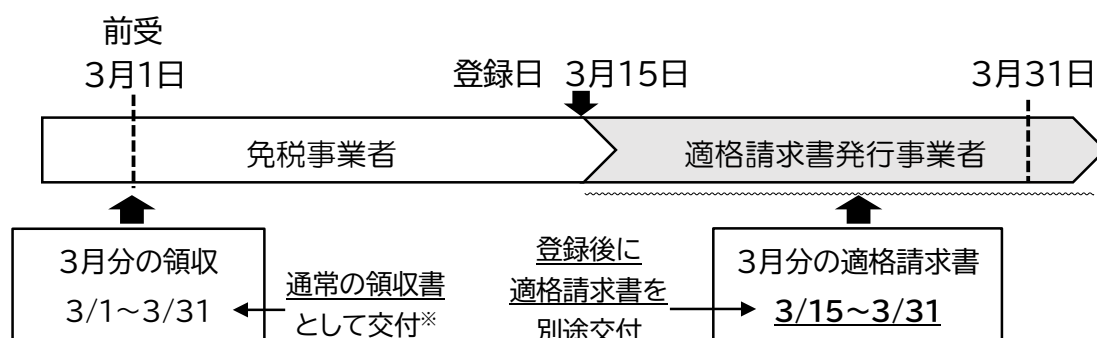 前受
3月1日
登録日 3月15日
3月31日
免税事業者
適格請求書発行事業者
3月分の領収
3/1～3/31
通常の領収書
として交付※
登録後に
適格請求書を
別途交付
3月分の適格請求書
3/15～3/31